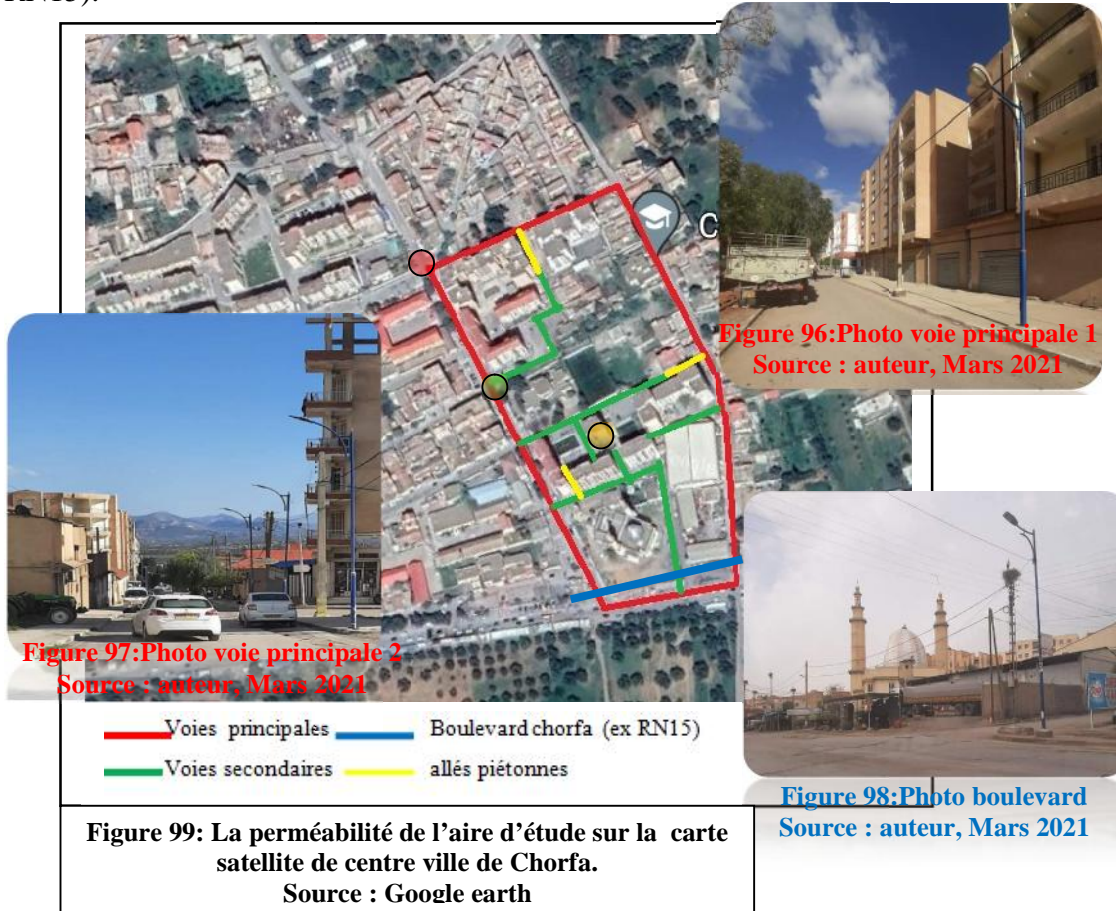 RN15).
C
Figure 96:Photo voie principale 1
Source : auteur, Mars 2021
Figure 97:Photo voie principale 2
Source : auteur, Mars 2021
Voies principales
Boulevard chorfa (ex RN15)
Voies secondaires
allés piétonnes
Figure 98:Photo boulevard
Source : auteur, Mars 2021
Figure 99: La perméabilité de l’aire d’étude sur la carte
satellite de centre ville de Chorfa.
Source : Google earth